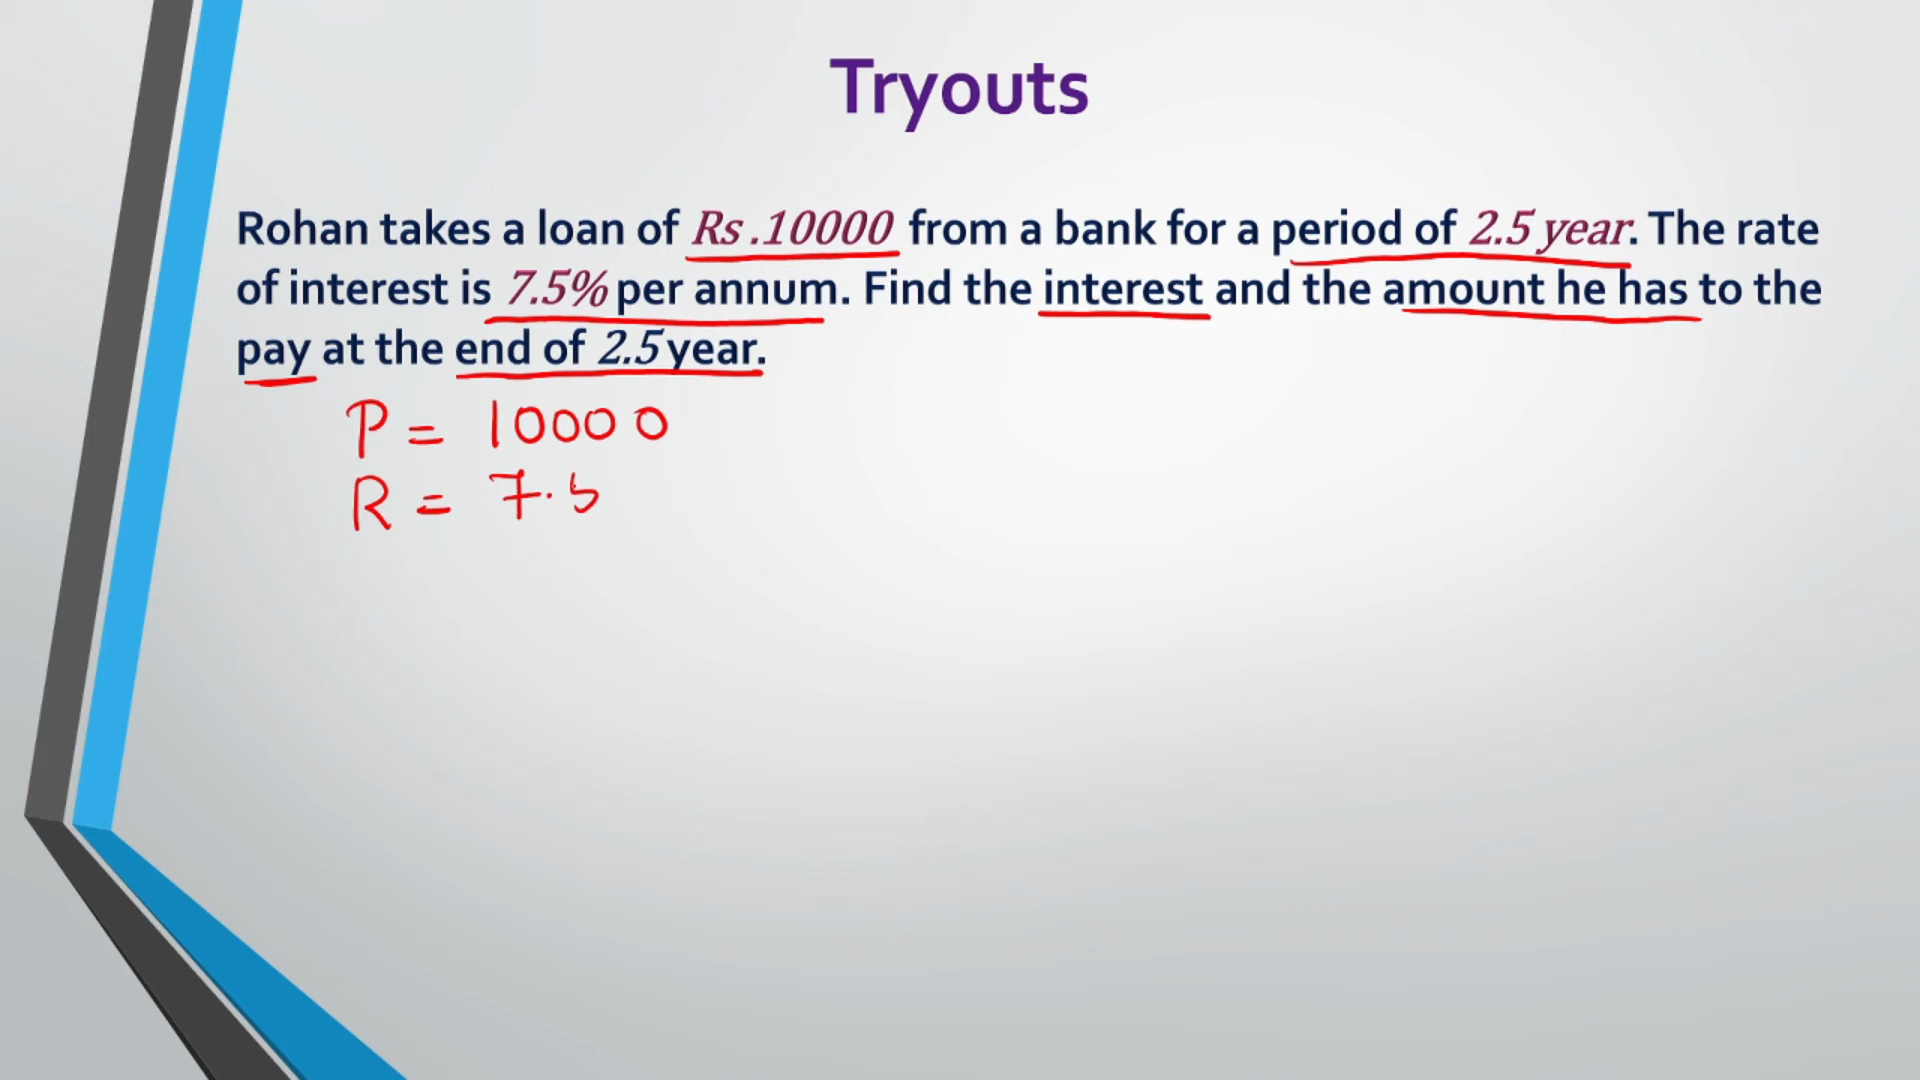 Tryouts
Rohan takes a loan of Rs .10000 from a bank for a period of 2.5 year. The rate
of interest is 7.5% per annum. Find the interest and the amount he has to the
pay at the end of 2.5 year.
P = 10000
R = 7.5